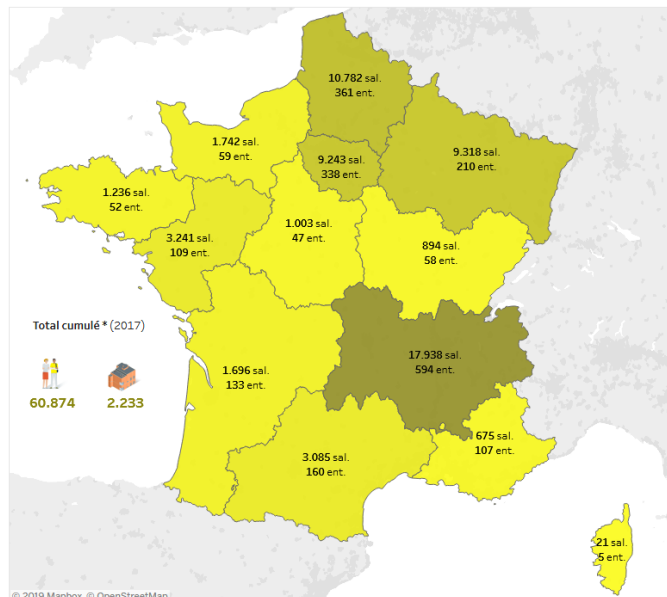 10.782 sal.
361 ent.
1.742 sal.
59 ent.
9.243 sal.
338 ent.
9.318 sal.
210 ent.
1.236 sal.
52 ent.
3.241 sal.
109 ent.
1.003 sal.
47 ent.
894 sal.
58 ent.
Total cumulé * (2017)
60.874
2.233
1.696 sal.
133 ent.
17.938 sal.
594 ent.
3.085 sal.
160 ent.
675 sal.
107 ent.
21 sal.
5 ent.
© 2019 Mapbox © OpenStreetMap